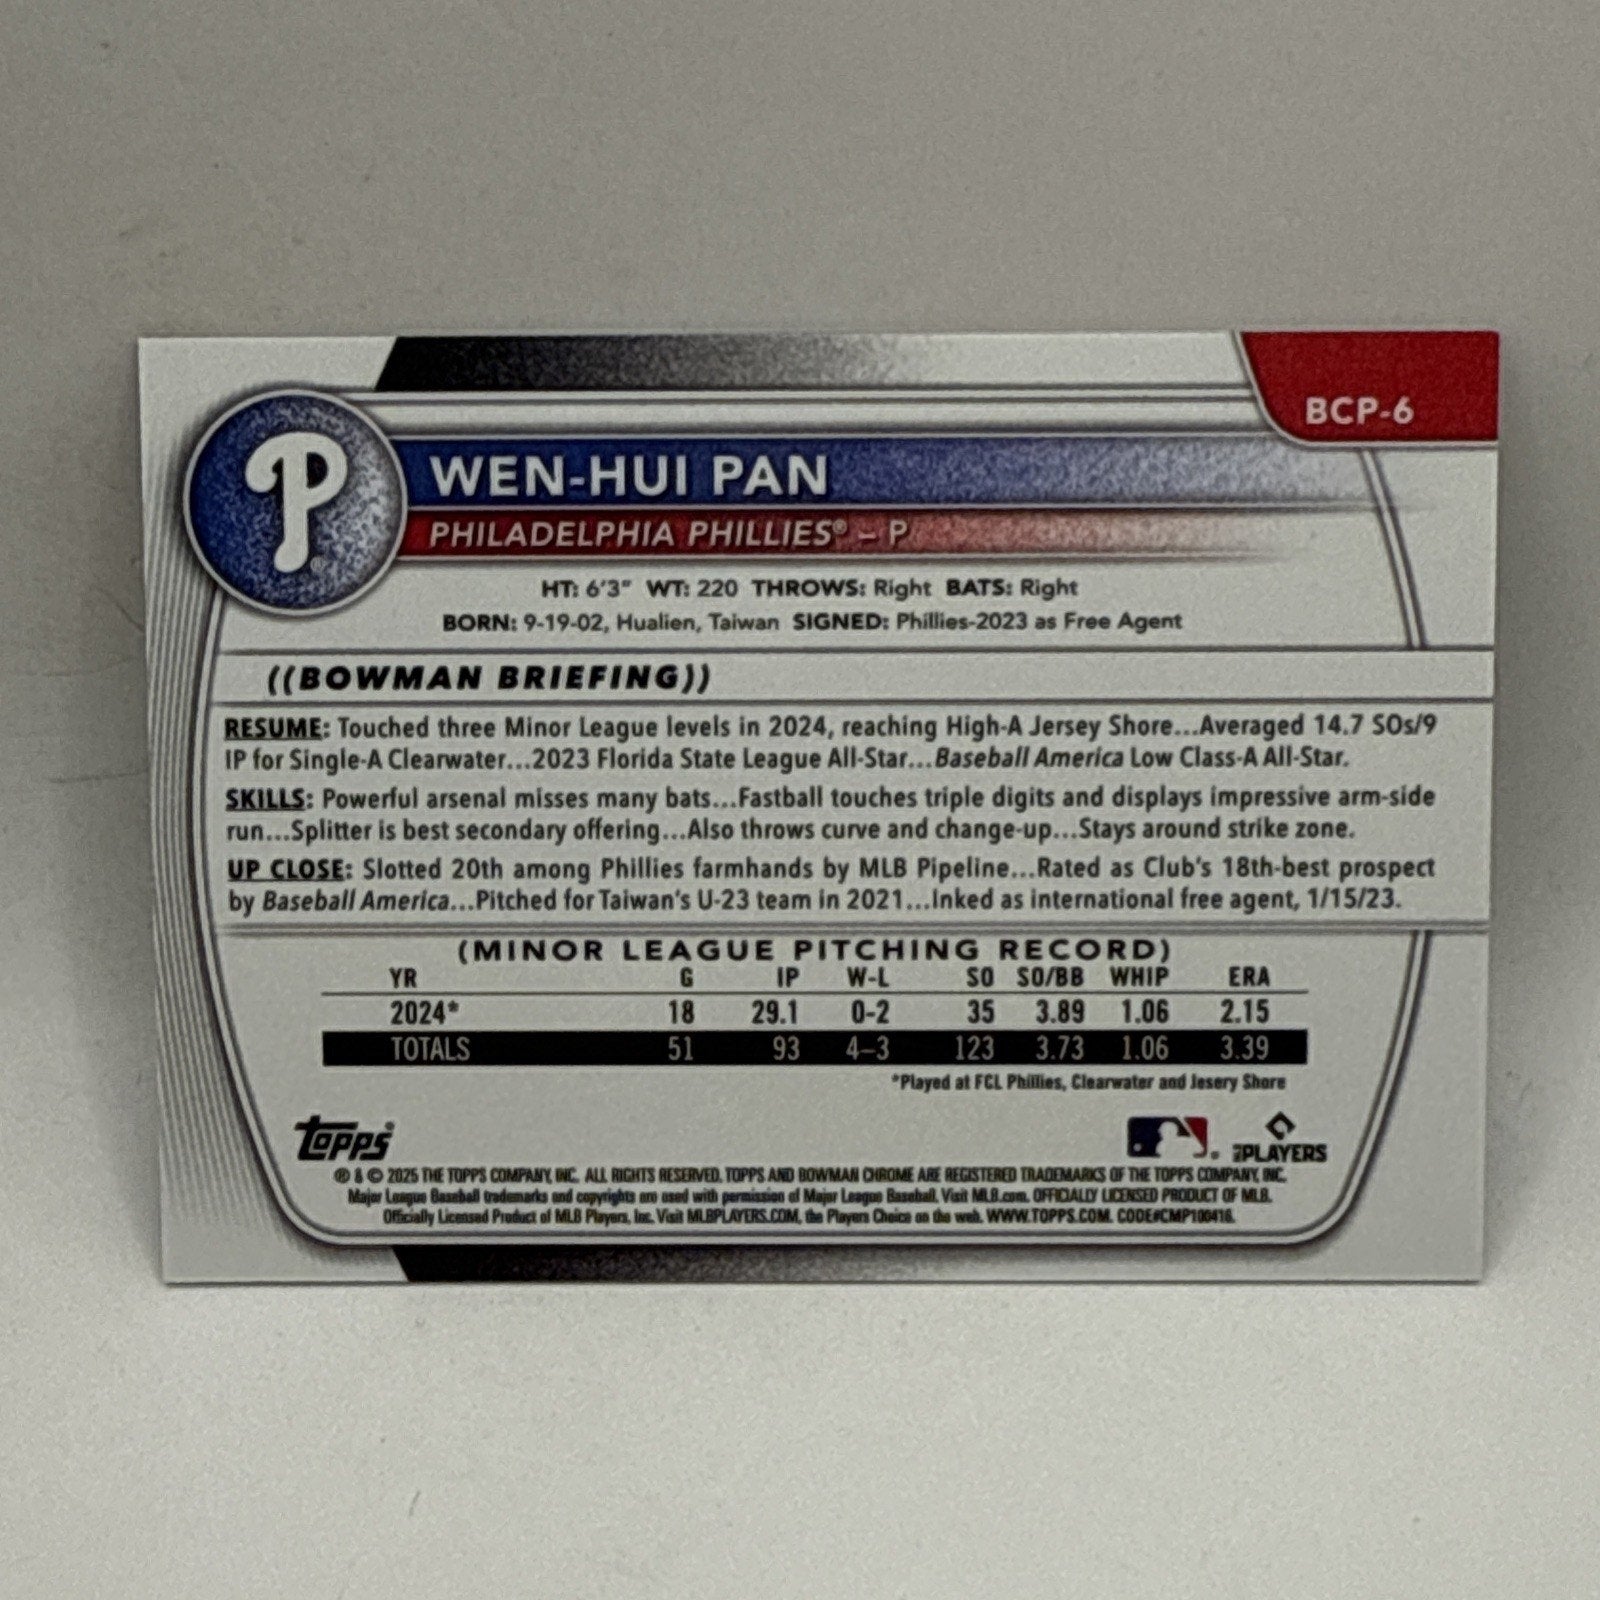 BCP-6
P
WEN-HUI PAN
PHILADELPHIA PHILLIES® – P
HT: 6'3" WT: 220 THROWS: Right BATS: Right
BORN: 9-19-02, Hualien, Taiwan SIGNED: Phillies-2023 as Free Agent
((BOWMAN BRIEFING))
RESUME: Touched three Minor League levels in 2024, reaching High-A Jersey Shore...Averaged 14.7 SOs/9
IP for Single-A Clearwater...2023 Florida State League All-Star...Baseball America Low Class-A All-Star.
SKILLS: Powerful arsenal misses many bats...Fastball touches triple digits and displays impressive arm-side
run...Splitter is best secondary offering...Also throws curve and change-up...Stays around strike zone.
UP CLOSE: Slotted 20th among Phillies farmhands by MLB Pipeline...Rated as Club's 18th-best prospect
by Baseball America...Pitched for Taiwan's U-23 team in 2021...Inked as international free agent, 1/15/23.
(MINOR LEAGUE PITCHING RECORD)
YR G IP W-L SO SO/BB WHIP ERA
2024* 18 29.1 0-2 35 3.89 1.06 2.15
TOTALS 51 93 4–3 123 3.73 1.06 3.39
*Played at FCL Phillies, Clearwater and Jesery Shore
Topps® PLAYERS
® & © 2025 THE TOPPS COMPANY, INC. ALL RIGHTS RESERVED. TOPPS AND BOWMAN CHROME ARE REGISTERED TRADEMARKS OF THE TOPPS COMPANY, INC.
Major League Baseball trademarks and copyrights are used with permission of Major League Baseball. Visit MLB.com. OFFICIALLY LICENSED PRODUCT OF MLB.
Officially Licensed Product of MLB Players, Inc. Visit MLBPLAYERS.COM, the Players Choice on the web. WWW.TOPPS.COM. CODE#CMP100416.